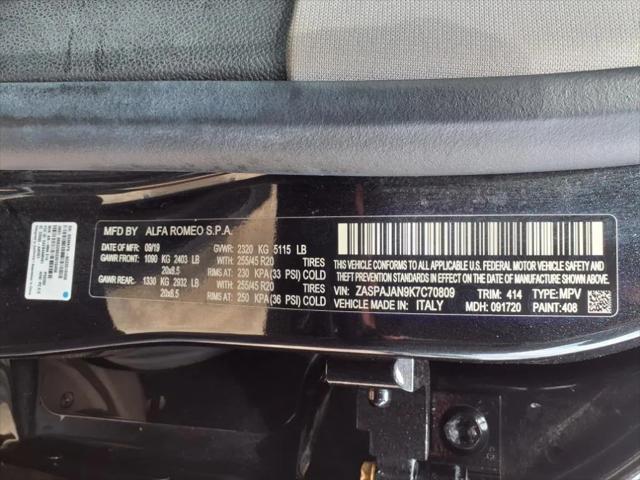 MFD BY ALFA ROMEO S.P.A.
DATE OF MFR: 09/19 GVWR: 2320 KG 5115 LB
GAWR FRONT: 1090 KG 2403 LB WITH 255/45 R20 TIRES
20x8.5 RIMS AT 230 KPA (33 PSI) COLD
GAWR REAR: 1330 KG 2932 LB WITH 255/45 R20 TIRES
20x8.5 RIMS AT 250 KPA (36 PSI) COLD
THIS VEHICLE CONFORMS TO ALL APPLICABLE U.S.A. FEDERAL MOTOR VEHICLE SAFETY
BUMPER AND THEFT PREVENTION STANDARDS IN EFFECT ON THE
DATE OF MANUFACTURE SHOWN ABOVE.
VIN: ZASPAJAN9K7C70809 TRIM: 414 TYPE: MPV
VEHICLE MADE IN: ITALY MDH: 091720 PAINT: 408